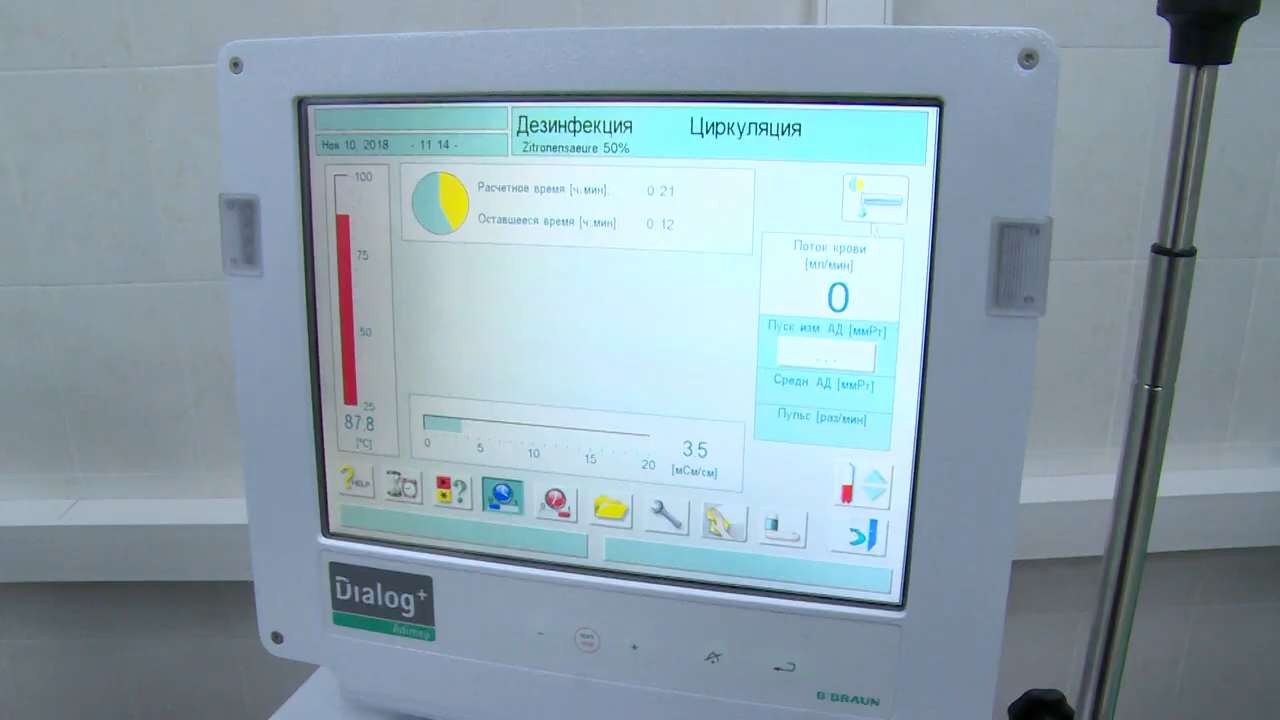 Дезинфекция Циркуляция
Zitronensaeure 50%
Ноя 10, 2018 - 11 14 -
100
75
50
25
87,8
[°C]
Расчетное время [ч:мин]: 0:21
Оставшееся время [ч:мин]: 0:12
Поток крови
[мл/мин]
0
Пуск изм. АД [ммРт]
...
Средн. АД [ммРт]
Пульс [раз/мин]
0 5 10 15 20
3.5
[мСм/см]
? HELP
?
Dialog+
- +
B BRAUN